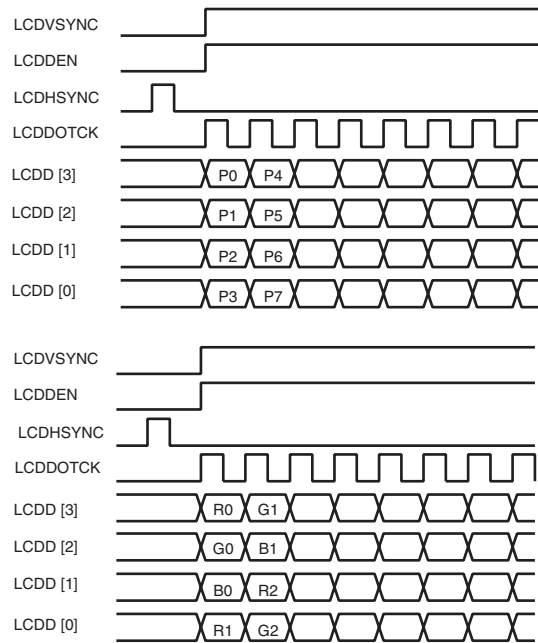 LCDVSYNC
LCDDEN
LCDHSYNC
LCDDOTCK
LCDD [3] P0 P4
LCDD [2] P1 P5
LCDD [1] P2 P6
LCDD [0] P3 P7
LCDVSYNC
LCDDEN
LCDHSYNC
LCDDOTCK
LCDD [3] R0 G1
LCDD [2] G0 B1
LCDD [1] B0 R2
LCDD [0] R1 G2